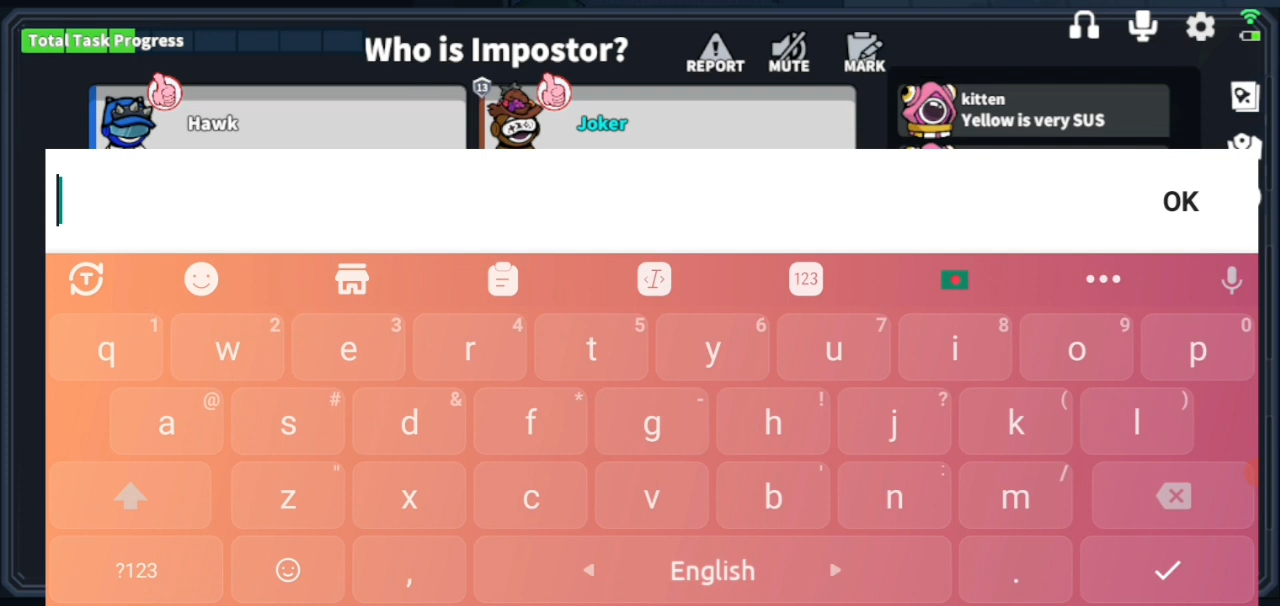 Total Task Progress
Who is Impostor?
REPORT
MUTE
MARK
Hawk
13
Joker
kitten
Yellow is very SUS
OK
T
123
1 2 3 4 5 6 7 8 9 0
q w e r t y u i o p
@ # & * - ! ? ( )
a s d f g h j k l
" ' : /
z x c v b n m
?123 , English .